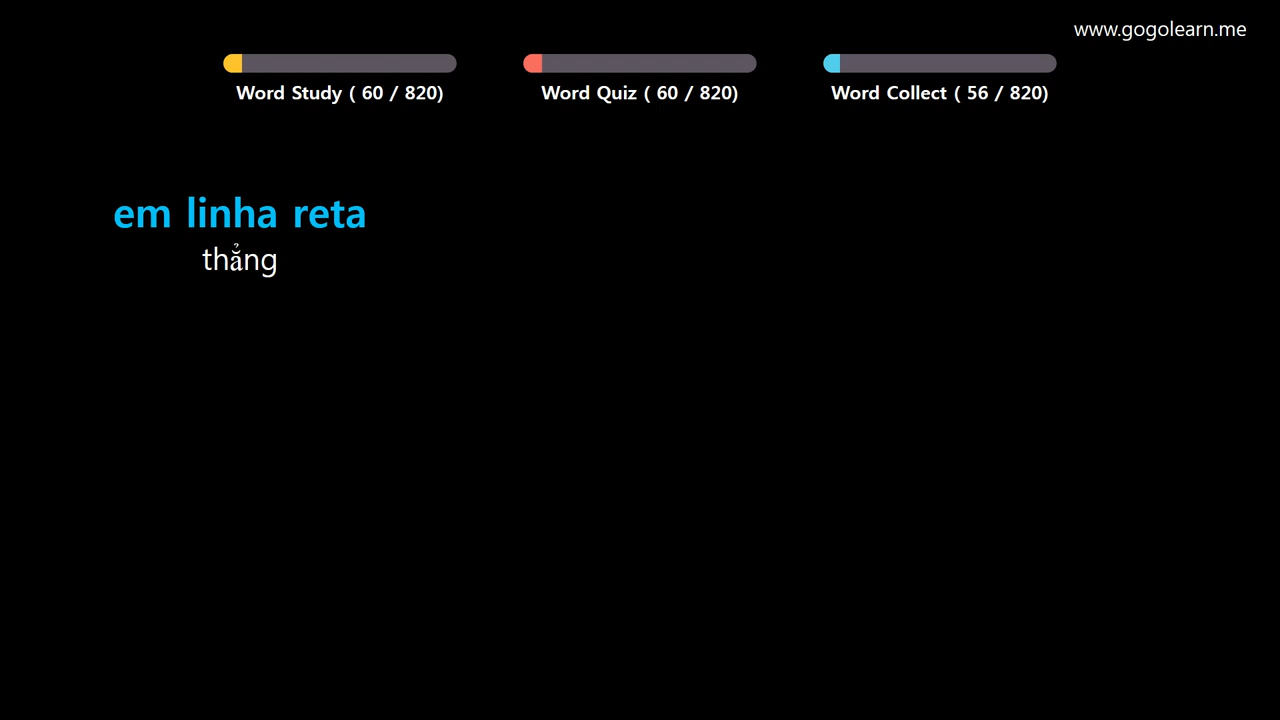 www.gogolearn.me
Word Study ( 60 / 820)
Word Quiz ( 60 / 820)
Word Collect ( 56 / 820)
em linha reta
thẳng